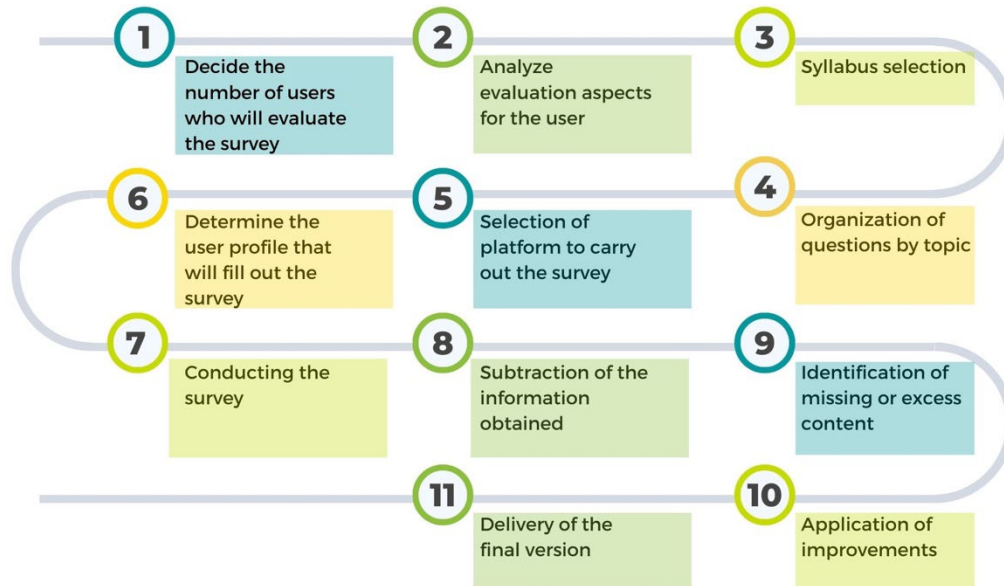 1
Decide the
number of users
who will evaluate
the survey
2
Analyze
evaluation aspects
for the user
3
Syllabus selection
4
Organization of
questions by topic
5
Selection of
platform to carry
out the survey
6
Determine the
user profile that
will fill out the
survey
7
Conducting the
survey
8
Subtraction of the
information
obtained
9
Identification of
missing or excess
content
10
Application of
improvements
11
Delivery of the
final version